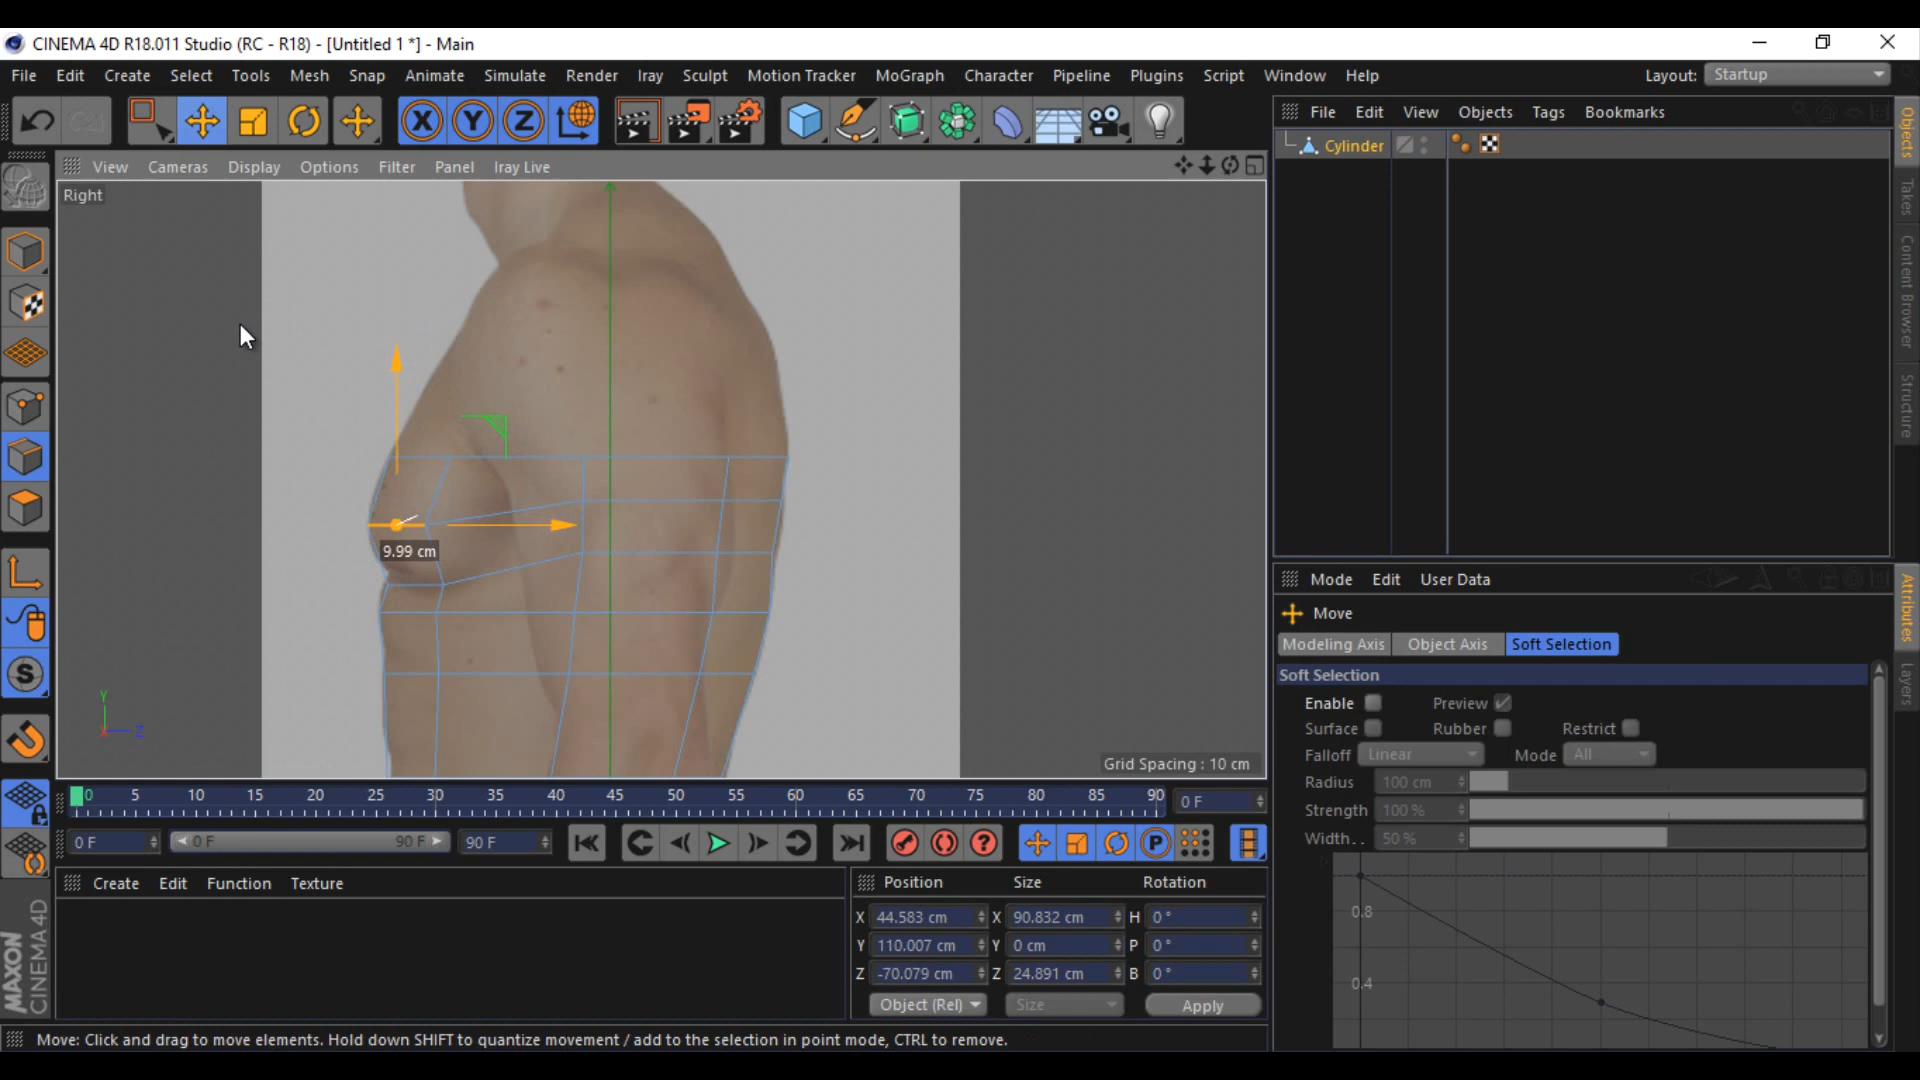 CINEMA 4D R18.011 Studio (RC - R18) - [Untitled 1 *] - Main
File Edit Create Select Tools Mesh Snap Animate Simulate Render Iray Sculpt Motion Tracker MoGraph Character Pipeline Plugins Script Window Help Layout: Startup
X Y Z
File Edit View Objects Tags Bookmarks
Cylinder
Objects
Takes
Content Browser
Structure
View Cameras Display Options Filter Panel Iray Live
Right
9.99 cm
Y
X Z
Grid Spacing : 10 cm
S
Mode Edit User Data
Move
Modeling Axis Object Axis Soft Selection
Soft Selection
Enable Preview
Surface Rubber Restrict
Falloff Linear Mode All
Radius 100 cm
Strength 100 %
Width.. 50 %
0.8
0.4
Attributes
Layers
0 5 10 15 20 25 30 35 40 45 50 55 60 65 70 75 80 85 90 0 F
0 F 0 F 90 F 90 F
P
Create Edit Function Texture
Position Size Rotation
X 44.583 cm X 90.832 cm H 0 °
Y 110.007 cm Y 0 cm P 0 °
Z -70.079 cm Z 24.891 cm B 0 °
Object (Rel) Size Apply
MAXON
CINEMA 4D
Move: Click and drag to move elements. Hold down SHIFT to quantize movement / add to the selection in point mode, CTRL to remove.